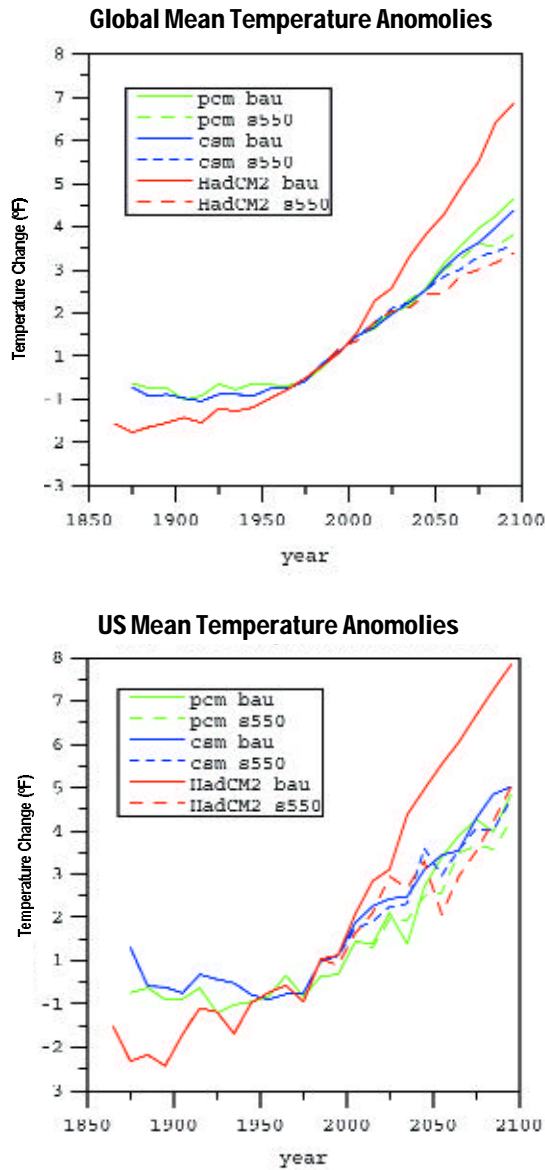 Global Mean Temperature Anomolies
8
7
6
5
4
3
2
1
-1
2
-3
Temperature Change (ºF)
pcm bau
pcm s550
csm bau
csm s550
HadCM2 bau
HadCM2 s550
1850 1900 1950 2000 2050 2100
year
US Mean Temperature Anomolies
8
7
6
5
4
3
2
1
-1
-2
3
Temperature Change (ºF)
pcm bau
pcm s550
csm bau
csm s550
HadCM2 bau
HadCM2 s550
1850 1900 1950 2000 2050 2100
year